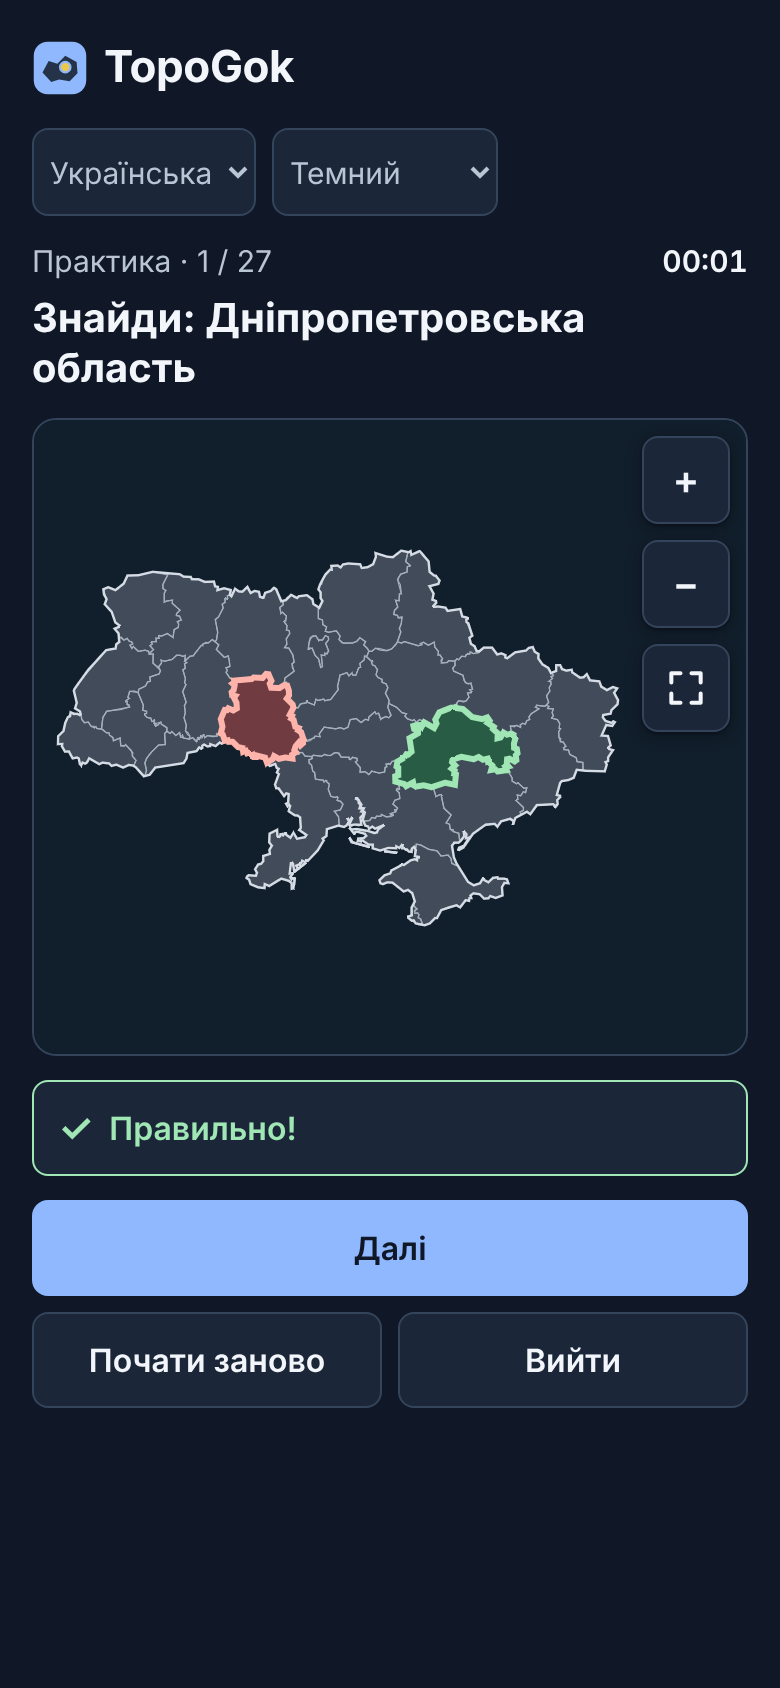 TopoGok
Українська
Темний
Практика · 1 / 27
00:01
Знайди: Дніпропетровська
область
+
−
Правильно!
Далі
Почати заново
Вийти